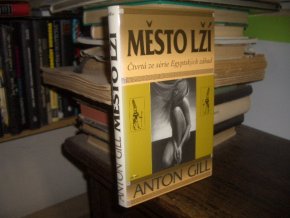 MĚSTO LŽÍ
Čtvrtá ze série Egyptských záhad
ANTON GILL
ANTON GILL MĚSTO LŽÍ